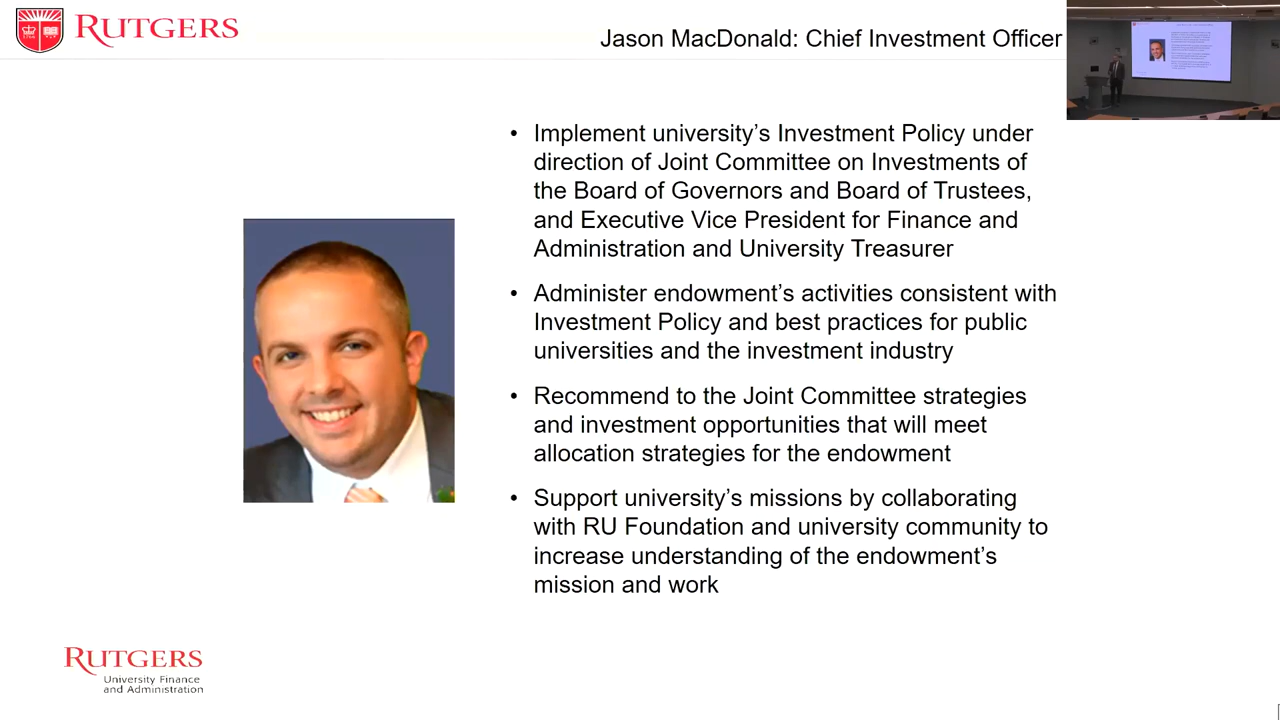 RUTGERS
Jason MacDonald: Chief Investment Officer
• Implement university’s Investment Policy under
direction of Joint Committee on Investments of
the Board of Governors and Board of Trustees,
and Executive Vice President for Finance and
Administration and University Treasurer
• Administer endowment’s activities consistent with
Investment Policy and best practices for public
universities and the investment industry
• Recommend to the Joint Committee strategies
and investment opportunities that will meet
allocation strategies for the endowment
• Support university’s missions by collaborating
with RU Foundation and university community to
increase understanding of the endowment’s
mission and work
RUTGERS
University Finance
and Administration